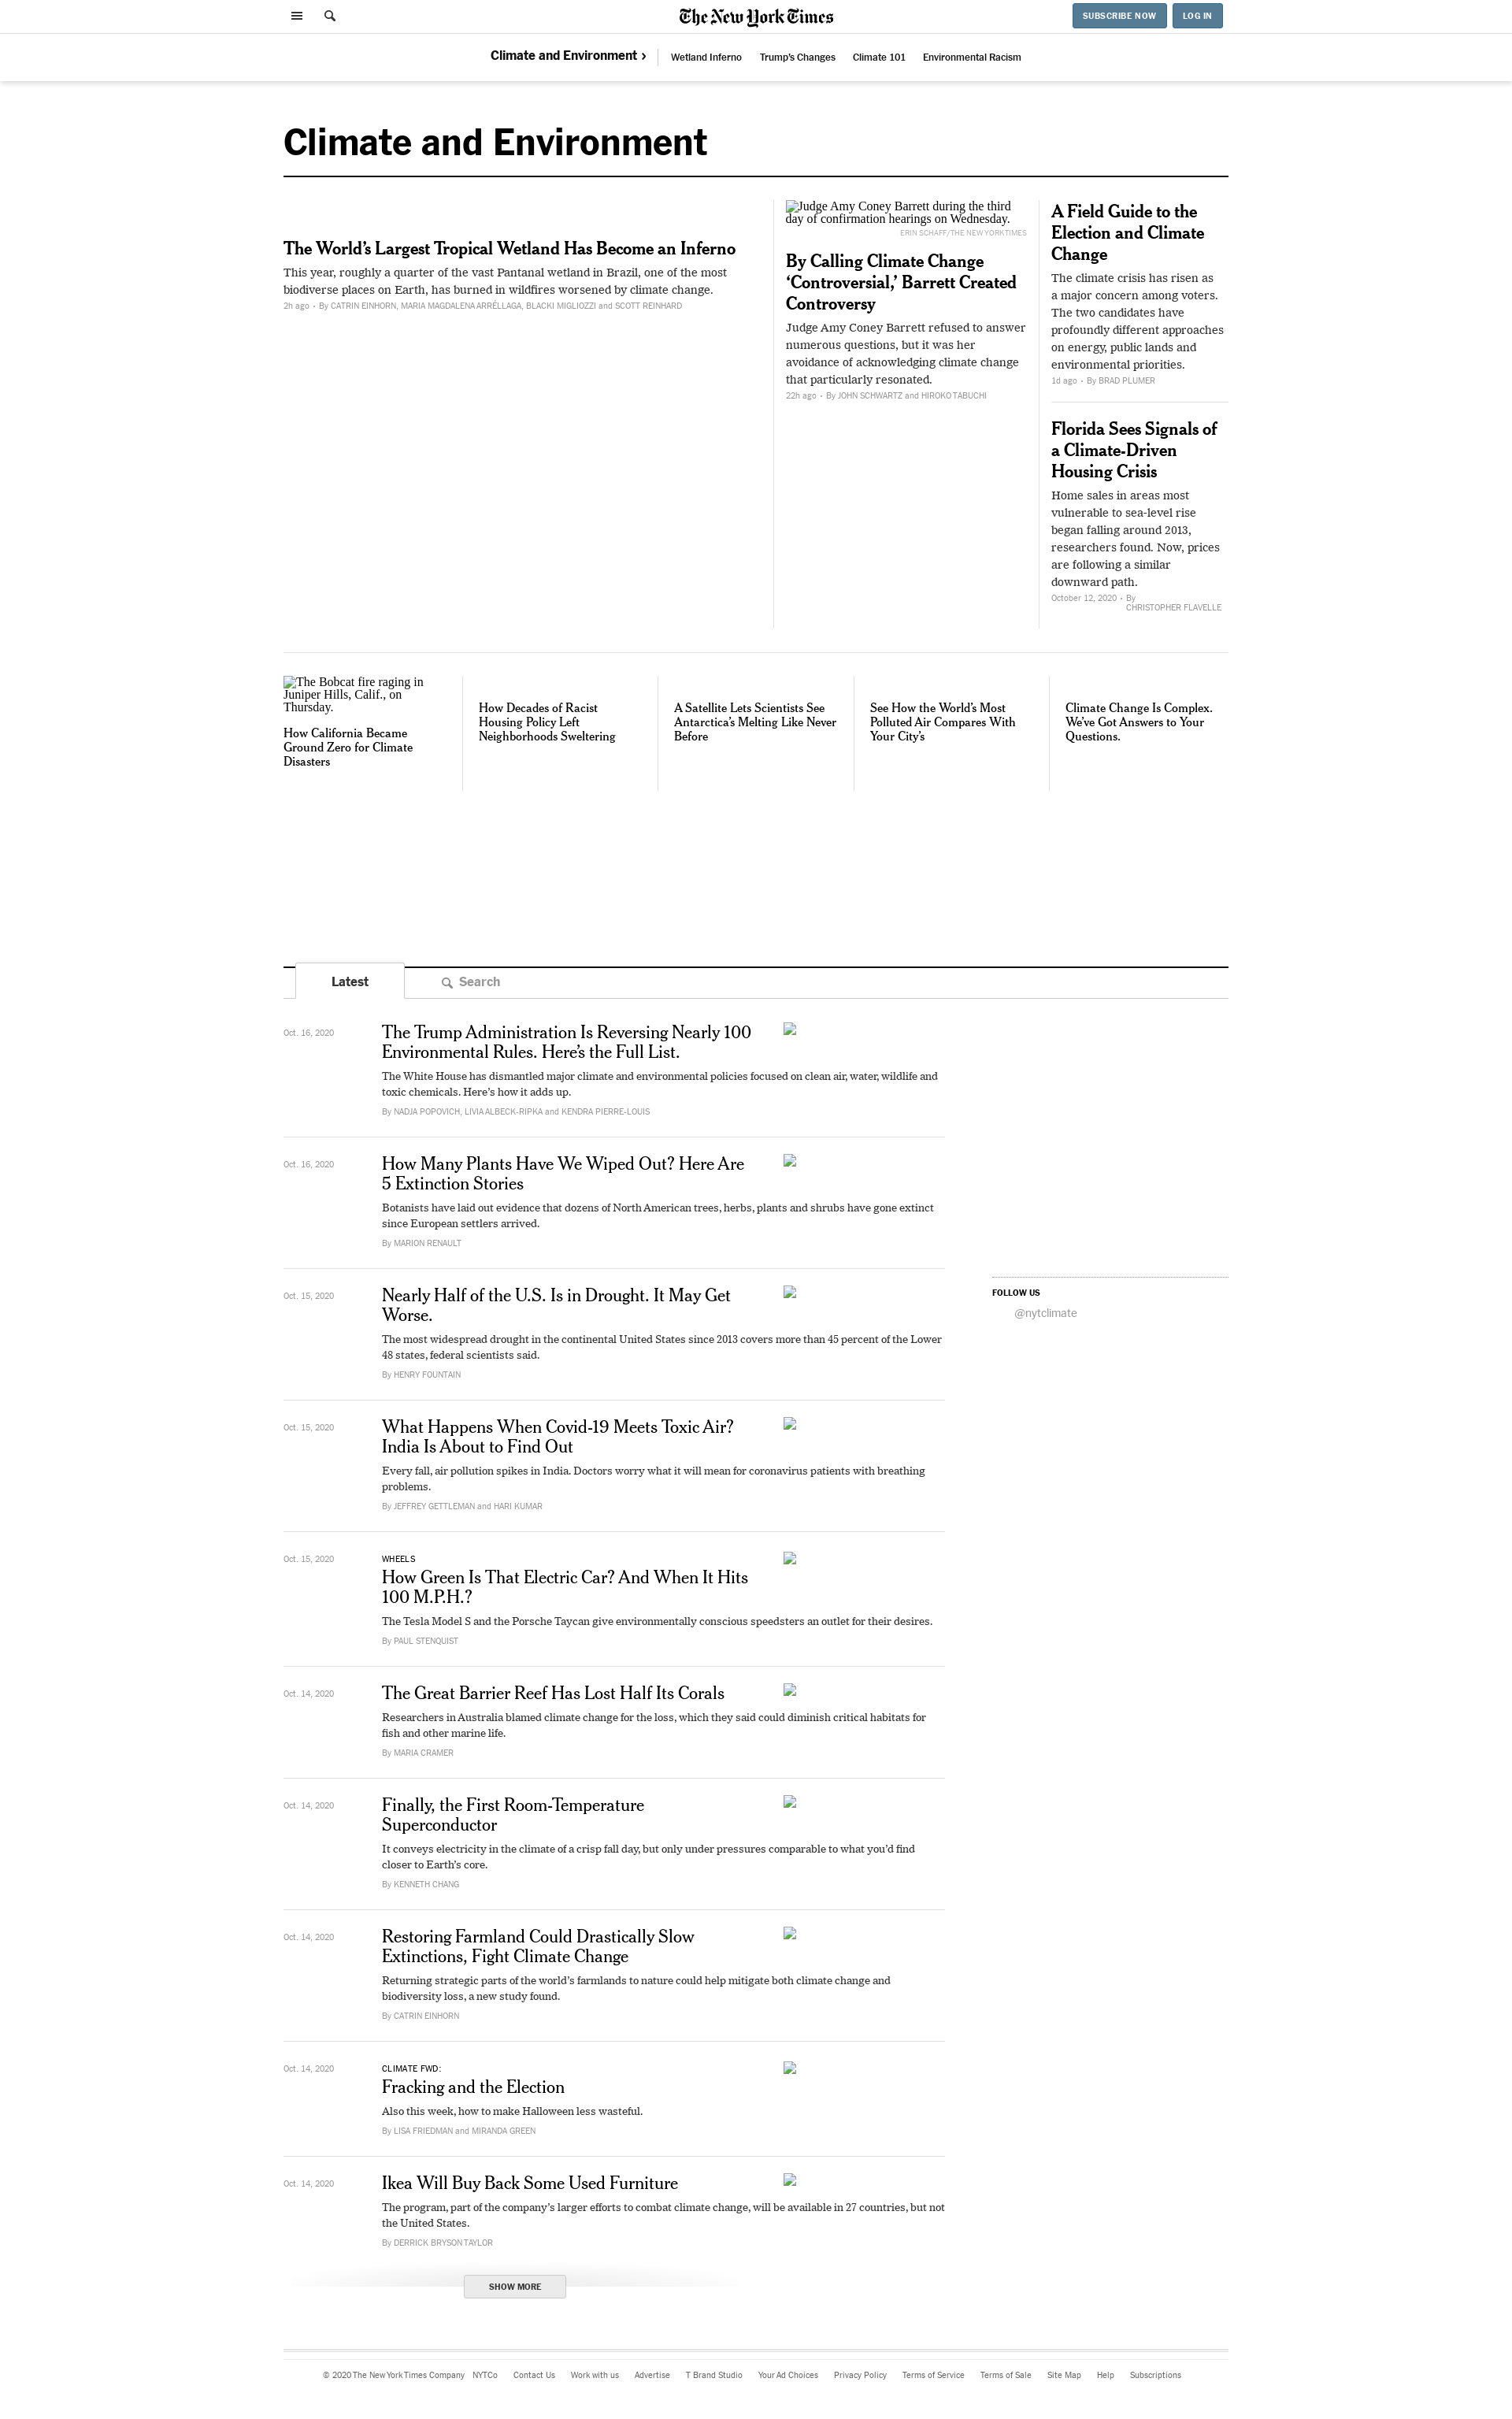 The New York Times
SUBSCRIBE NOW
LOG IN
Climate and Environment ›
Wetland Inferno
Trump's Changes
Climate 101
Environmental Racism
Climate and Environment
The World’s Largest Tropical Wetland Has Become an Inferno
This year, roughly a quarter of the vast Pantanal wetland in Brazil, one of the most
biodiverse places on Earth, has burned in wildfires worsened by climate change.
2h ago • By CATRIN EINHORN, MARIA MAGDALENA ARRÉLLAGA, BLACKI MIGLIOZZI and SCOTT REINHARD
Judge Amy Coney Barrett during the third
day of confirmation hearings on Wednesday.
ERIN SCHAFF/THE NEW YORK TIMES
By Calling Climate Change
‘Controversial,’ Barrett Created
Controversy
Judge Amy Coney Barrett refused to answer
numerous questions, but it was her
avoidance of acknowledging climate change
that particularly resonated.
22h ago • By JOHN SCHWARTZ and HIROKO TABUCHI
A Field Guide to the
Election and Climate
Change
The climate crisis has risen as
a major concern among voters.
The two candidates have
profoundly different approaches
on energy, public lands and
environmental priorities.
1d ago • By BRAD PLUMER
Florida Sees Signals of
a Climate-Driven
Housing Crisis
Home sales in areas most
vulnerable to sea-level rise
began falling around 2013,
researchers found. Now, prices
are following a similar
downward path.
October 12, 2020 • By
CHRISTOPHER FLAVELLE
The Bobcat fire raging in
Juniper Hills, Calif., on
Thursday.
How California Became
Ground Zero for Climate
Disasters
How Decades of Racist
Housing Policy Left
Neighborhoods Sweltering
A Satellite Lets Scientists See
Antarctica’s Melting Like Never
Before
See How the World’s Most
Polluted Air Compares With
Your City’s
Climate Change Is Complex.
We’ve Got Answers to Your
Questions.
Latest
Search
Oct. 16, 2020
The Trump Administration Is Reversing Nearly 100
Environmental Rules. Here’s the Full List.
The White House has dismantled major climate and environmental policies focused on clean air, water, wildlife and
toxic chemicals. Here’s how it adds up.
By NADJA POPOVICH, LIVIA ALBECK-RIPKA and KENDRA PIERRE-LOUIS
Oct. 16, 2020
How Many Plants Have We Wiped Out? Here Are
5 Extinction Stories
Botanists have laid out evidence that dozens of North American trees, herbs, plants and shrubs have gone extinct
since European settlers arrived.
By MARION RENAULT
Oct. 15, 2020
Nearly Half of the U.S. Is in Drought. It May Get
Worse.
The most widespread drought in the continental United States since 2013 covers more than 45 percent of the Lower
48 states, federal scientists said.
By HENRY FOUNTAIN
FOLLOW US
@nytclimate
Oct. 15, 2020
What Happens When Covid-19 Meets Toxic Air?
India Is About to Find Out
Every fall, air pollution spikes in India. Doctors worry what it will mean for coronavirus patients with breathing
problems.
By JEFFREY GETTLEMAN and HARI KUMAR
Oct. 15, 2020
WHEELS
How Green Is That Electric Car? And When It Hits
100 M.P.H.?
The Tesla Model S and the Porsche Taycan give environmentally conscious speedsters an outlet for their desires.
By PAUL STENQUIST
Oct. 14, 2020
The Great Barrier Reef Has Lost Half Its Corals
Researchers in Australia blamed climate change for the loss, which they said could diminish critical habitats for
fish and other marine life.
By MARIA CRAMER
Oct. 14, 2020
Finally, the First Room-Temperature
Superconductor
It conveys electricity in the climate of a crisp fall day, but only under pressures comparable to what you’d find
closer to Earth’s core.
By KENNETH CHANG
Oct. 14, 2020
Restoring Farmland Could Drastically Slow
Extinctions, Fight Climate Change
Returning strategic parts of the world’s farmlands to nature could help mitigate both climate change and
biodiversity loss, a new study found.
By CATRIN EINHORN
Oct. 14, 2020
CLIMATE FWD:
Fracking and the Election
Also this week, how to make Halloween less wasteful.
By LISA FRIEDMAN and MIRANDA GREEN
Oct. 14, 2020
Ikea Will Buy Back Some Used Furniture
The program, part of the company’s larger efforts to combat climate change, will be available in 27 countries, but not
the United States.
By DERRICK BRYSON TAYLOR
SHOW MORE
© 2020 The New York Times Company NYTCo Contact Us Work with us Advertise T Brand Studio Your Ad Choices Privacy Policy Terms of Service Terms of Sale Site Map Help Subscriptions